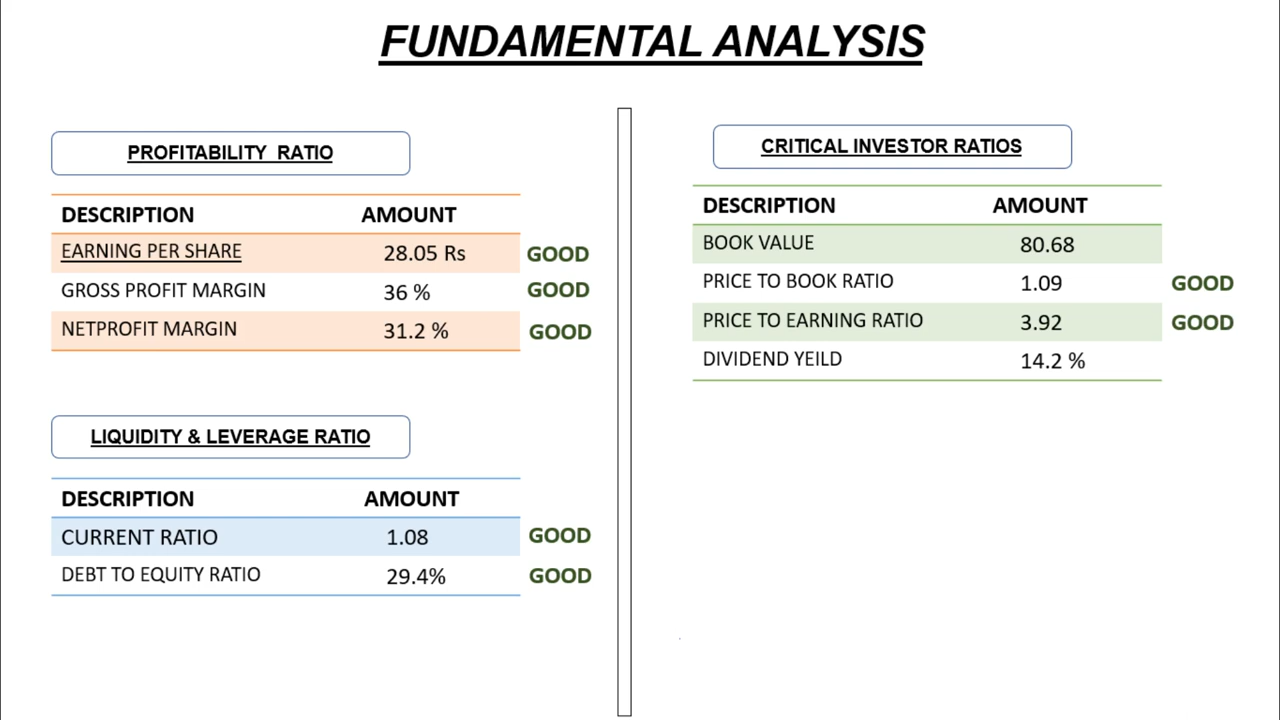 FUNDAMENTAL ANALYSIS
PROFITABILITY RATIO
DESCRIPTION AMOUNT
EARNING PER SHARE 28.05 Rs GOOD
GROSS PROFIT MARGIN 36 % GOOD
NETPROFIT MARGIN 31.2 % GOOD
LIQUIDITY & LEVERAGE RATIO
DESCRIPTION AMOUNT
CURRENT RATIO 1.08 GOOD
DEBT TO EQUITY RATIO 29.4% GOOD
CRITICAL INVESTOR RATIOS
DESCRIPTION AMOUNT
BOOK VALUE 80.68
PRICE TO BOOK RATIO 1.09 GOOD
PRICE TO EARNING RATIO 3.92 GOOD
DIVIDEND YEILD 14.2 %